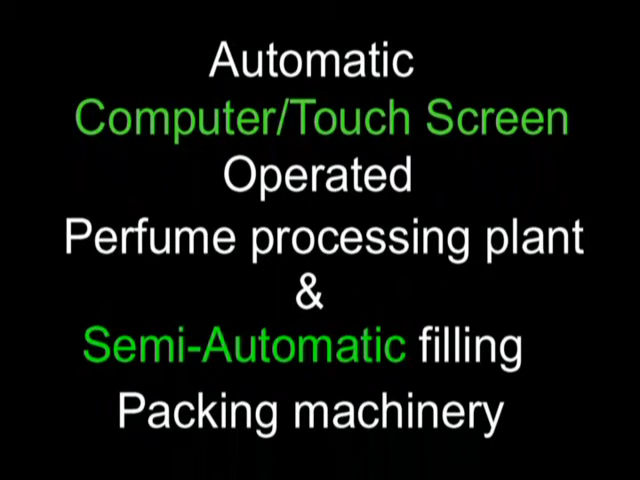 Automatic
Computer/Touch Screen
Operated
Perfume processing plant
&
Semi-Automatic filling
Packing machinery